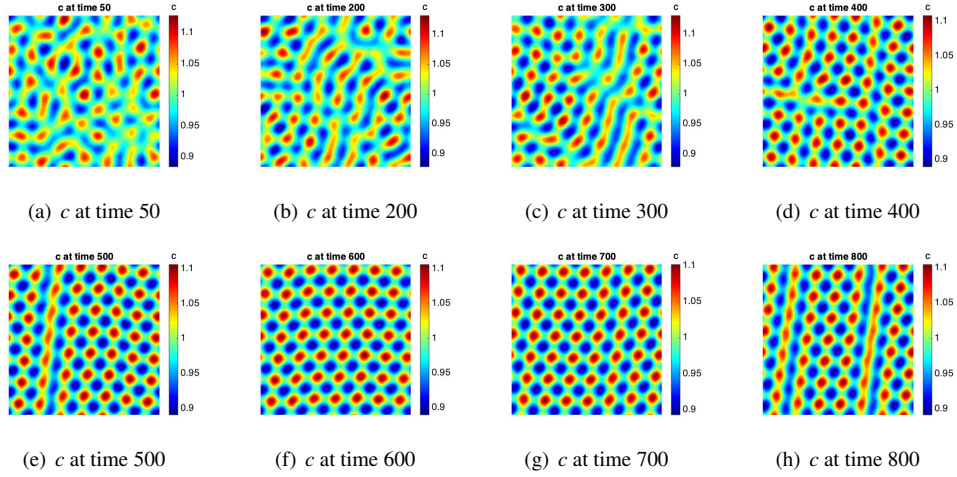 c at time 50 c
c at time 200 c
c at time 300 c
c at time 400 c
1.1 1.1 1.1 1.1
1.05 1.05 1.05 1.05
1 1 1 1
0.95 0.95 0.95 0.95
0.9 0.9 0.9 0.9
(a) c at time 50
(b) c at time 200
(c) c at time 300
(d) c at time 400
c at time 500 c
c at time 600 c
c at time 700 c
c at time 800 c
1.1 1.1 1.1 1.1
1.05 1.05 1.05 1.05
1 1 1 1
0.95 0.95 0.95 0.95
0.9 0.9 0.9 0.9
(e) c at time 500
(f) c at time 600
(g) c at time 700
(h) c at time 800